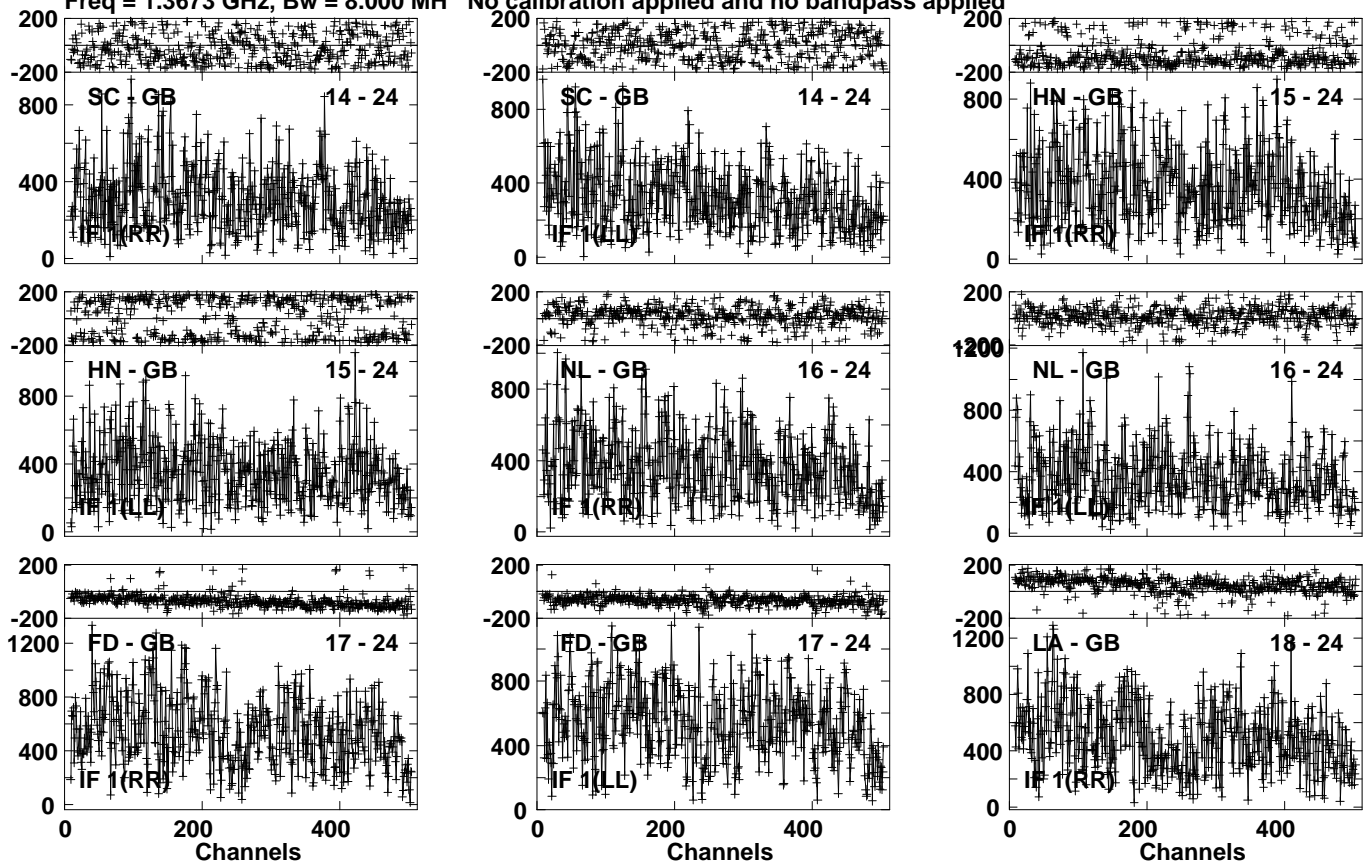 Freq = 1.3673 GHz, Bw = 8.000 MH No calibration applied and no bandpass applied
200 200 200
-200 -200 -200
SC - GB 14 - 24 SC - GB 14 - 24 HN - GB 15 - 24
800 800 800
400 400 400
IF 1(RR) IF 1(LL) IF 1(RR)
0 0 0
200 200 200
-200 -200 -200
1200
HN - GB 15 - 24 NL - GB 16 - 24 NL - GB 16 - 24
800 800 800
400 400 400
IF 1(LL) IF 1(RR) IF 1(LL)
0 0 0
200 200 200
-200 -200 -200
1200 1200
FD - GB 17 - 24 FD - GB 17 - 24 LA - GB 18 - 24
800 800 800
400 400 400
IF 1(RR) IF 1(LL) IF 1(RR)
0 0 0
0 200 400 0 200 400 0 200 400
Channels Channels Channels